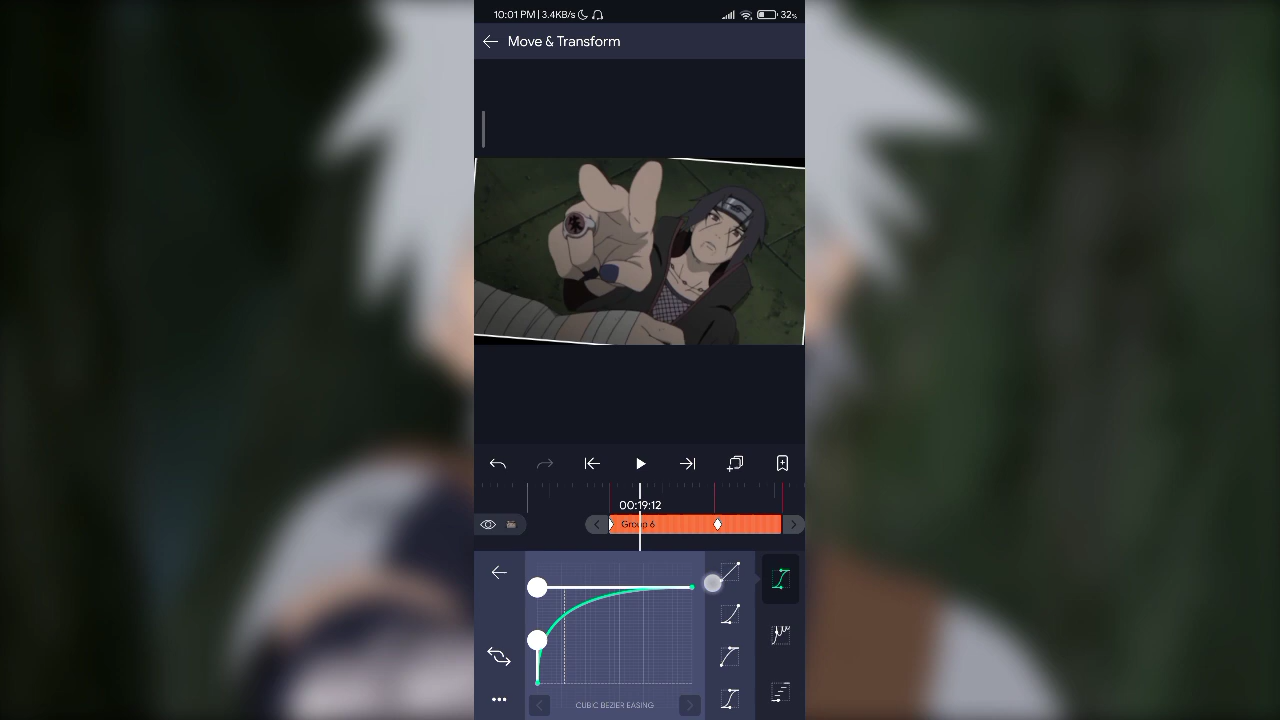 10:01 PM | 3.4KB/s
32%
Move & Transform
00:19:12
Group 6
CUBIC BEZIER EASING